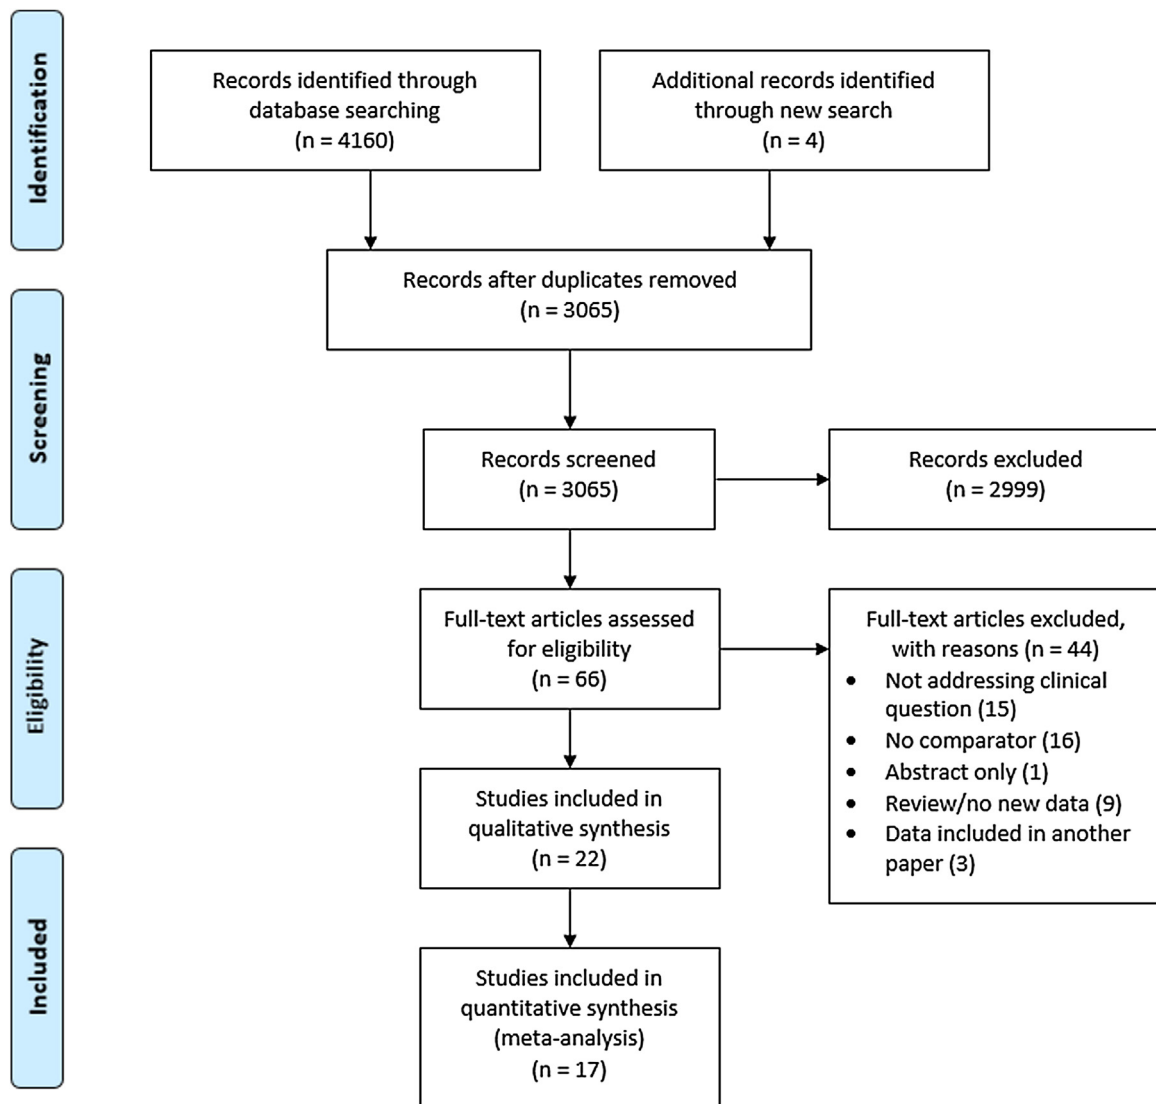 Identification
Records identified through
database searching
(n = 4160)
Additional records identified
through new search
(n = 4)
Records after duplicates removed
(n = 3065)
Screening
Records screened
(n = 3065)
Records excluded
(n = 2999)
Eligibility
Full-text articles assessed
for eligibility
(n = 66)
Full-text articles excluded,
with reasons (n = 44)
• Not addressing clinical
question (15)
• No comparator (16)
• Abstract only (1)
• Review/no new data (9)
• Data included in another
paper (3)
Studies included in
qualitative synthesis
(n = 22)
Included
Studies included in
quantitative synthesis
(meta-analysis)
(n = 17)